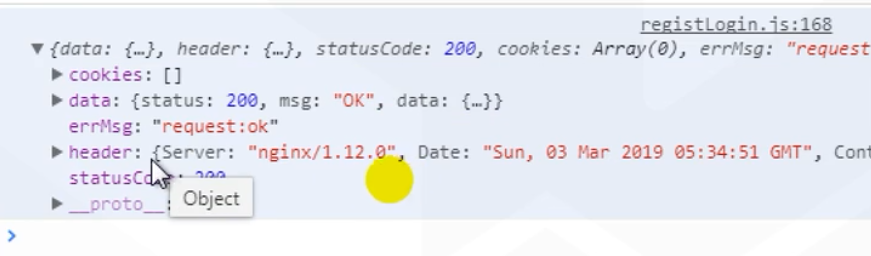 registLogin.js:168
▼{data: {…}, header: {…}, statusCode: 200, cookies: Array(0), errMsg: "request
▶cookies: []
▶data: {status: 200, msg: "OK", data: {…}}
errMsg: "request:ok"
▶header: {Server: "nginx/1.12.0", Date: "Sun, 03 Mar 2019 05:34:51 GMT", Cont
statusCode: 200
▶__proto__:
Object
>